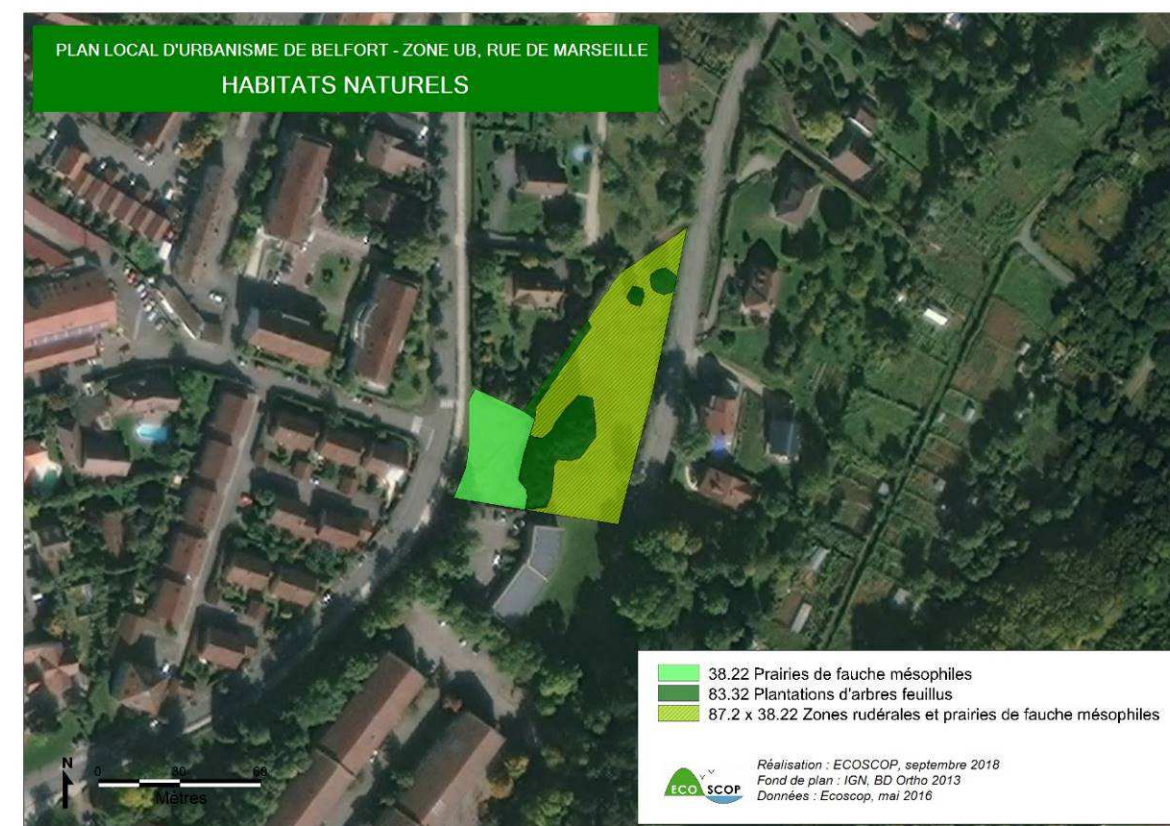 PLAN LOCAL D'URBANISME DE BELFORT - ZONE UB, RUE DE MARSEILLE
HABITATS NATURELS
38.22 Prairies de fauche mésophiles
83.32 Plantations d'arbres feuillus
87.2 x 38.22 Zones rudérales et prairies de fauche mésophiles
N
0 30 60
Mètres
ECO SCOP
Réalisation : ECOSCOP, septembre 2018
Fond de plan : IGN, BD Ortho 2013
Données : Ecoscop, mai 2016